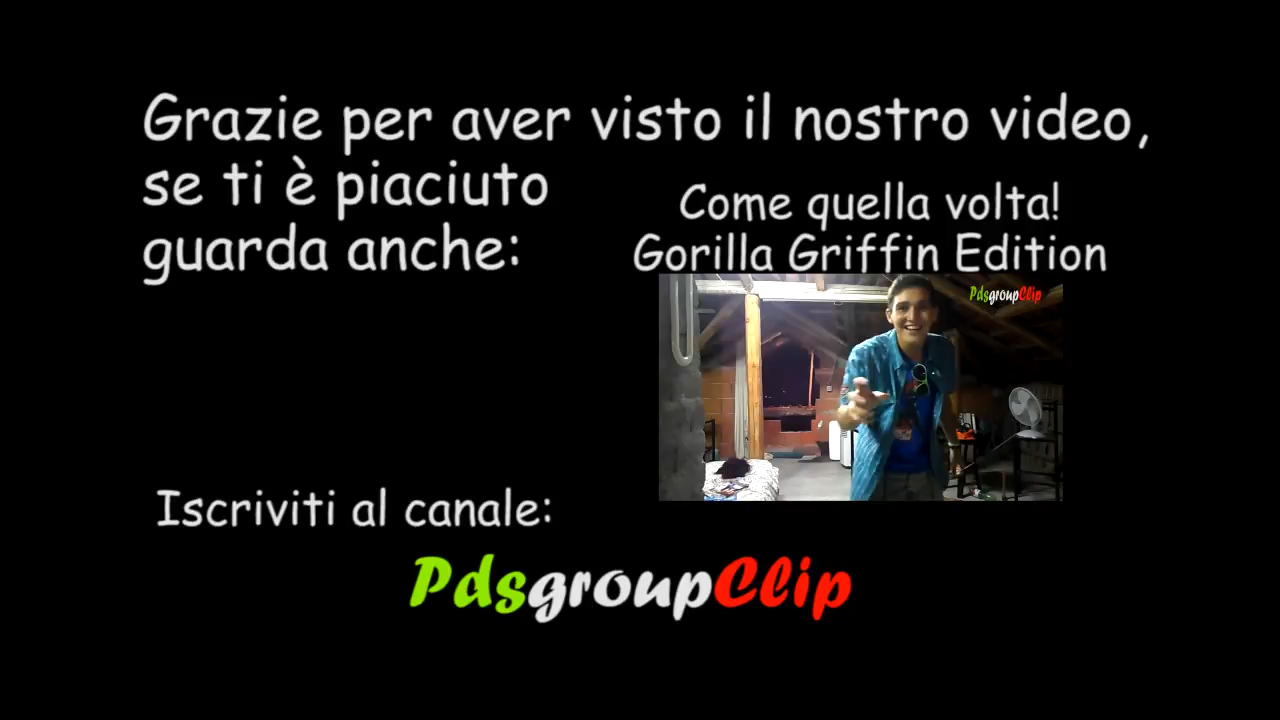 Grazie per aver visto il nostro video,
se ti è piaciuto
guarda anche:
Come quella volta!
Gorilla Griffin Edition
PdsgroupClip
Iscriviti al canale:
PdsgroupClip